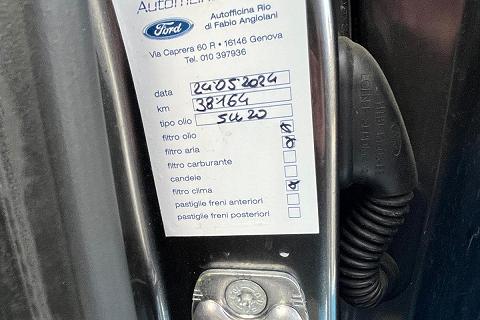 Autofficina Rio
Ford di Fabio Angiolani
Via Caprera 60 R • 16146 Genova
Tel. 010 397936
data 24.05.2024
km 38164
tipo olio 5W20
filtro olio
filtro aria
filtro carburante
candele
filtro clima
pastiglie freni anteriori
pastiglie freni posteriori